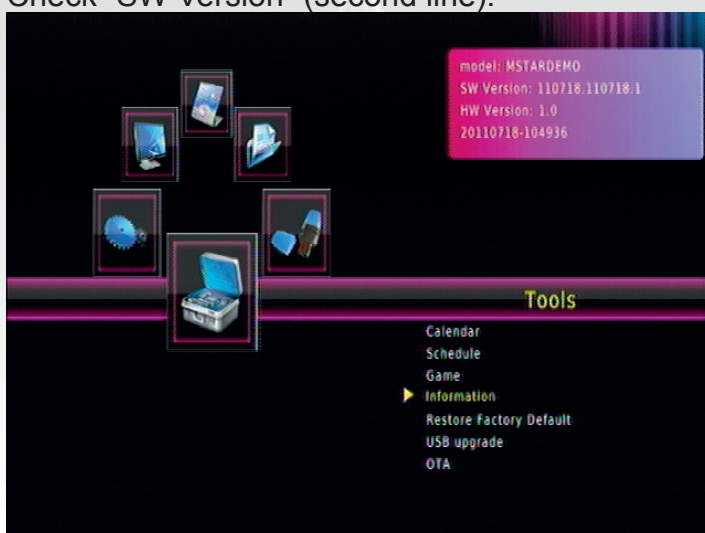 Check "SW Version" (second line).
model: MSTARDEMO
SW Version: 110718.110718.1
HW Version: 1.0
20110718-104936
Tools
Calendar
Schedule
Game
Information
Restore Factory Default
USB upgrade
OTA